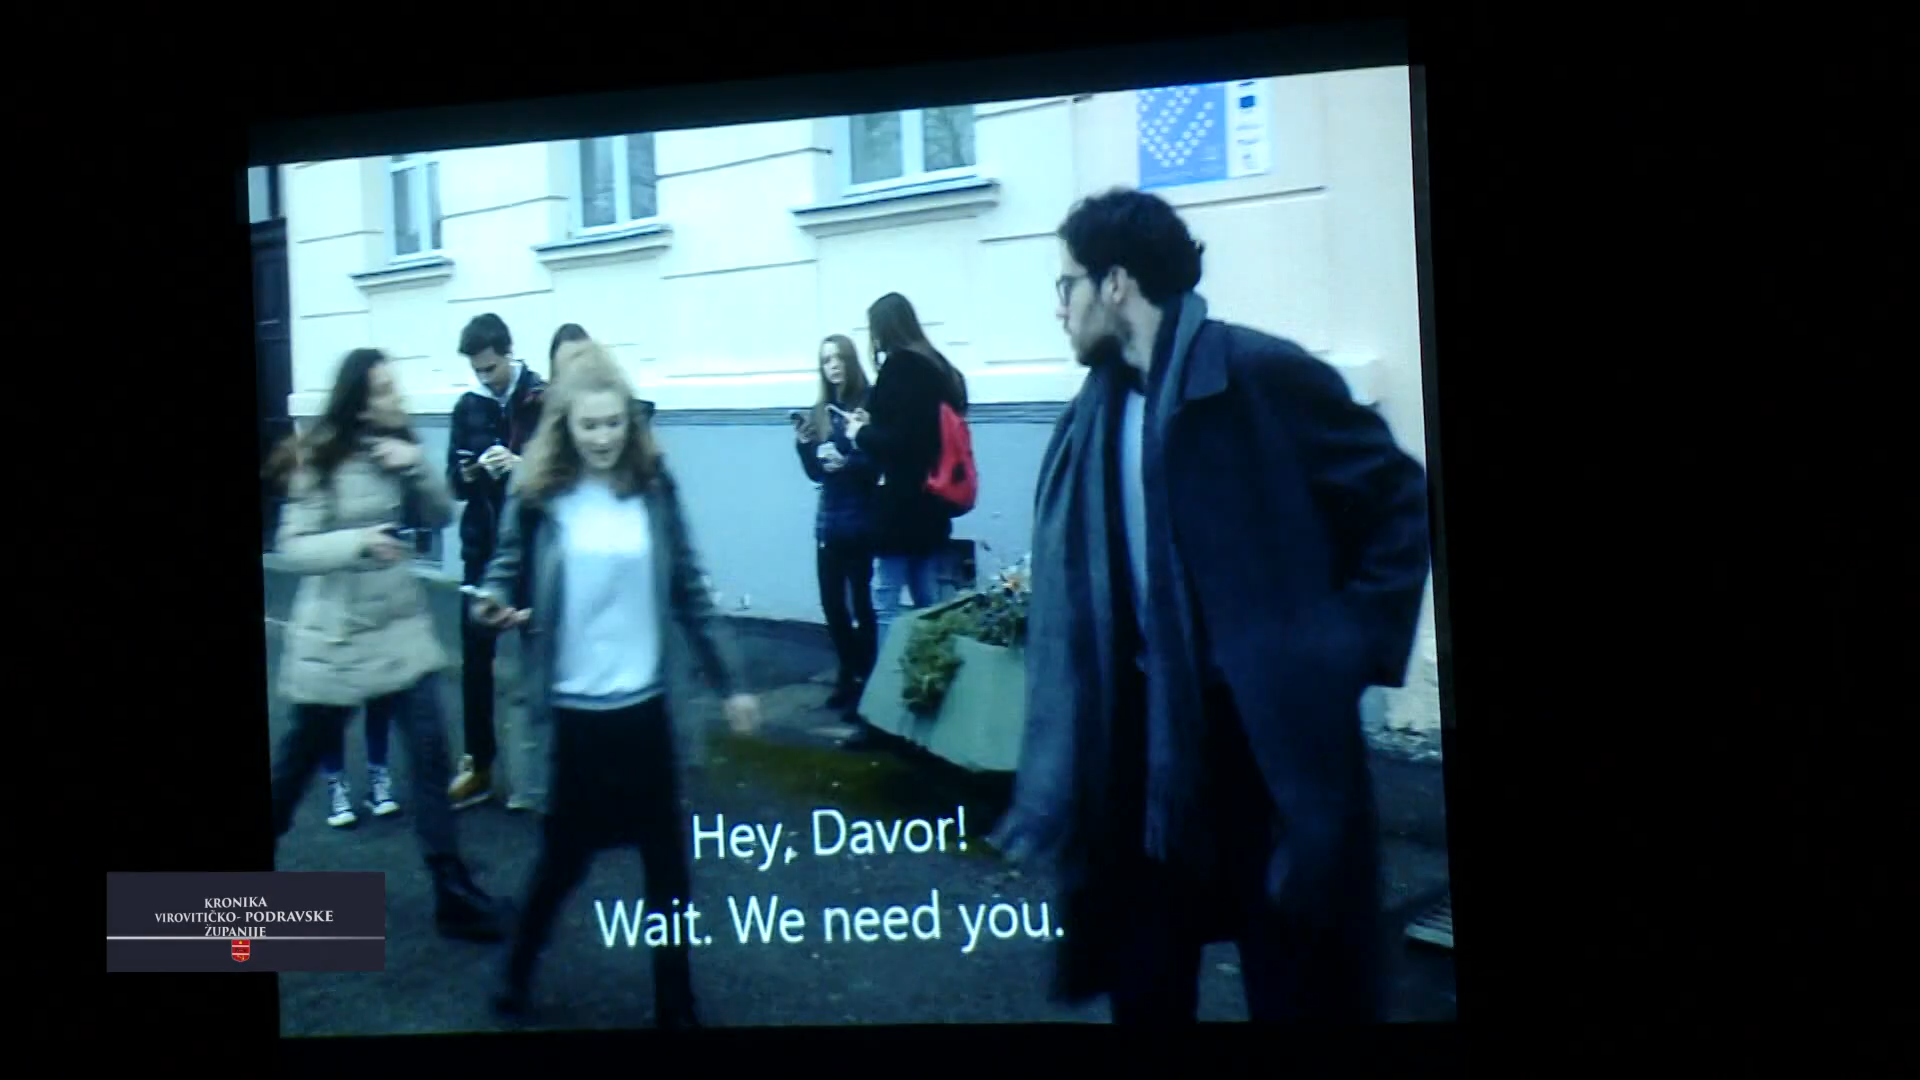 Hey, Davor!
Wait. We need you.
KRONIKA
VIROVITIČKO- PODRAVSKE
ŽUPANIJE